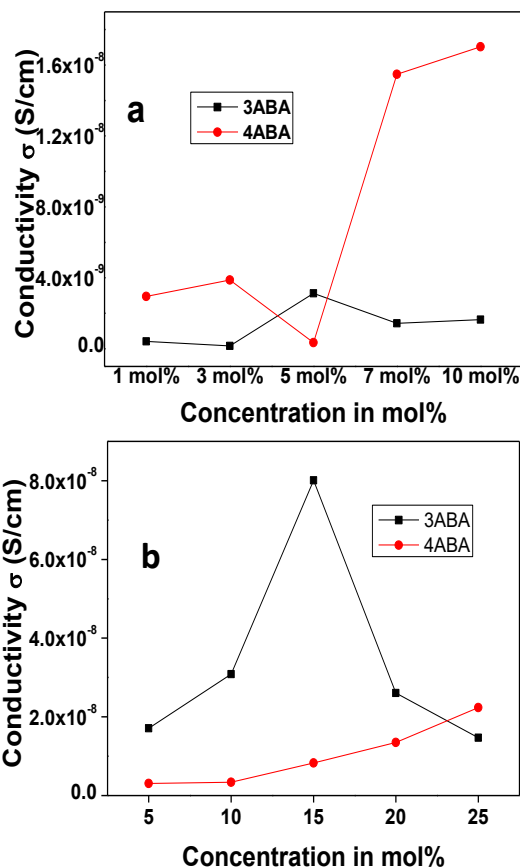 1.6x10⁻⁸
1.2x10⁻⁸
8.0x10⁻⁹
4.0x10⁻⁹
0.0
Conductivity σ (S/cm)
a
3ABA
4ABA
1 mol% 3 mol% 5 mol% 7 mol% 10 mol%
Concentration in mol%
8.0x10⁻⁸
6.0x10⁻⁸
4.0x10⁻⁸
2.0x10⁻⁸
0.0
Conductivity σ (S/cm)
b
3ABA
4ABA
5 10 15 20 25
Concentration in mol%